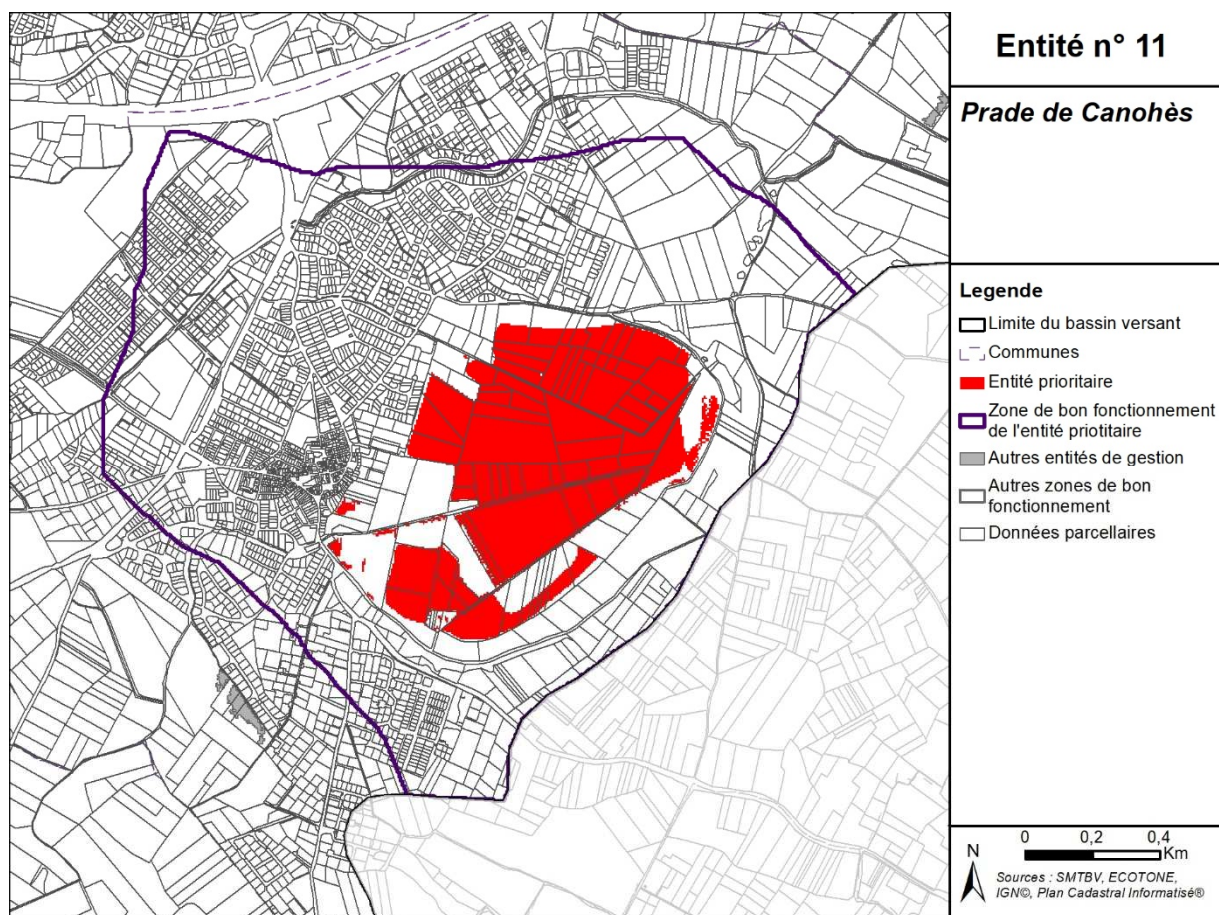 Entité n° 11
Prade de Canohès
Legende
Limite du bassin versant
Communes
Entité prioritaire
Zone de bon fonctionnement
de l'entité priotitaire
Autres entités de gestion
Autres zones de bon
fonctionnement
Données parcellaires
N
0 0,2 0,4
Km
Sources : SMTBV, ECOTONE,
IGN©, Plan Cadastral Informatisé®